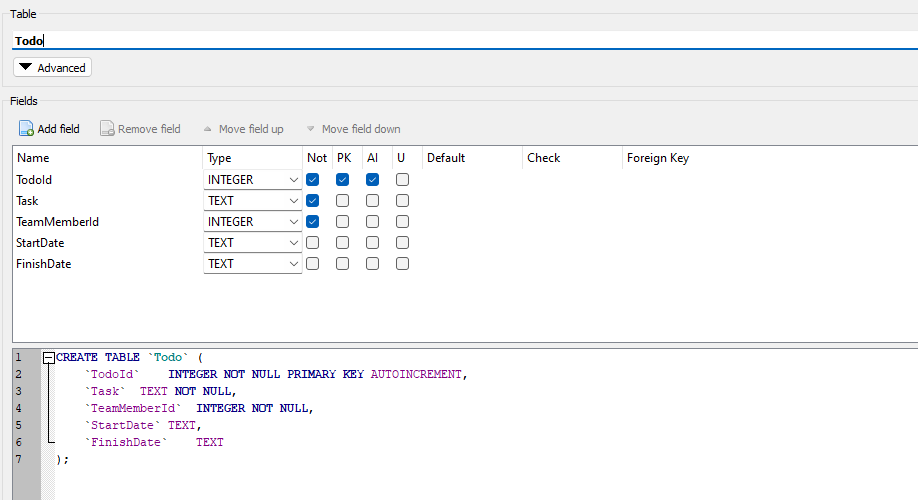 Table
Todo
Advanced
Fields
Add field Remove field Move field up Move field down
Name Type Not PK AI U Default Check Foreign Key
TodoId INTEGER
Task TEXT
TeamMemberId INTEGER
StartDate TEXT
FinishDate TEXT
1 CREATE TABLE `Todo` (
2 `TodoId` INTEGER NOT NULL PRIMARY KEY AUTOINCREMENT,
3 `Task` TEXT NOT NULL,
4 `TeamMemberId` INTEGER NOT NULL,
5 `StartDate` TEXT,
6 `FinishDate` TEXT
7 );